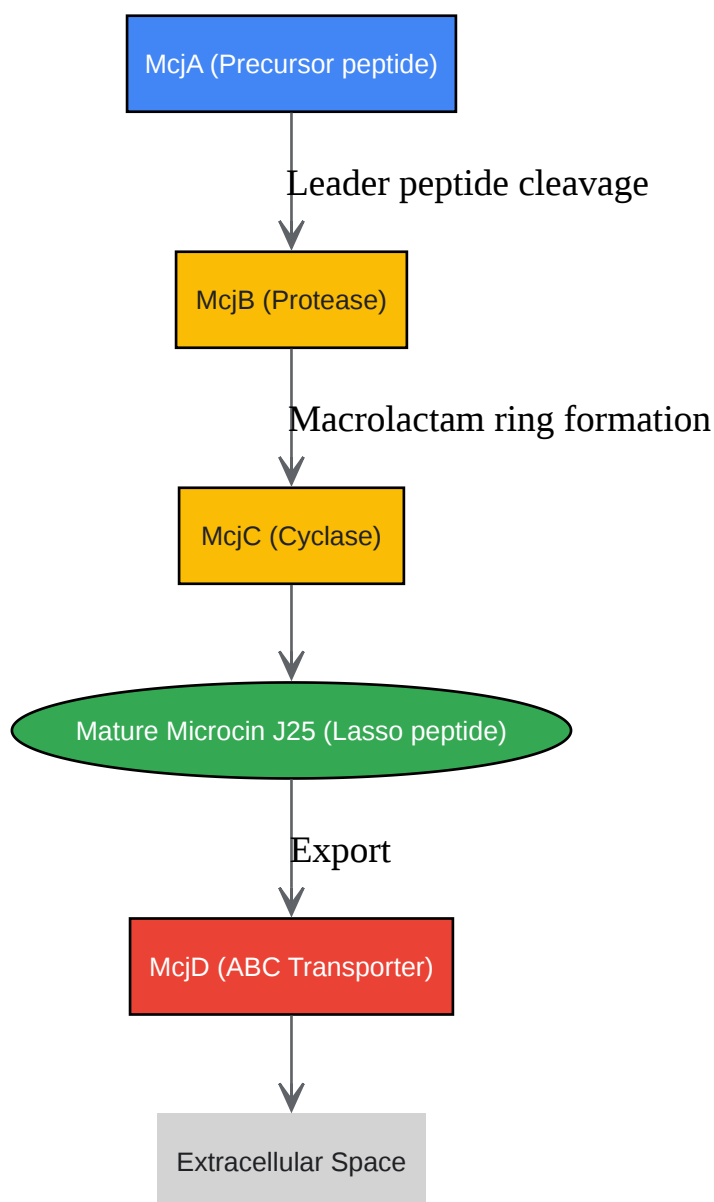 McjA (Precursor peptide)
Leader peptide cleavage
McjB (Protease)
Macrolactam ring formation
McjC (Cyclase)
Mature Microcin J25 (Lasso peptide)
Export
McjD (ABC Transporter)
Extracellular Space